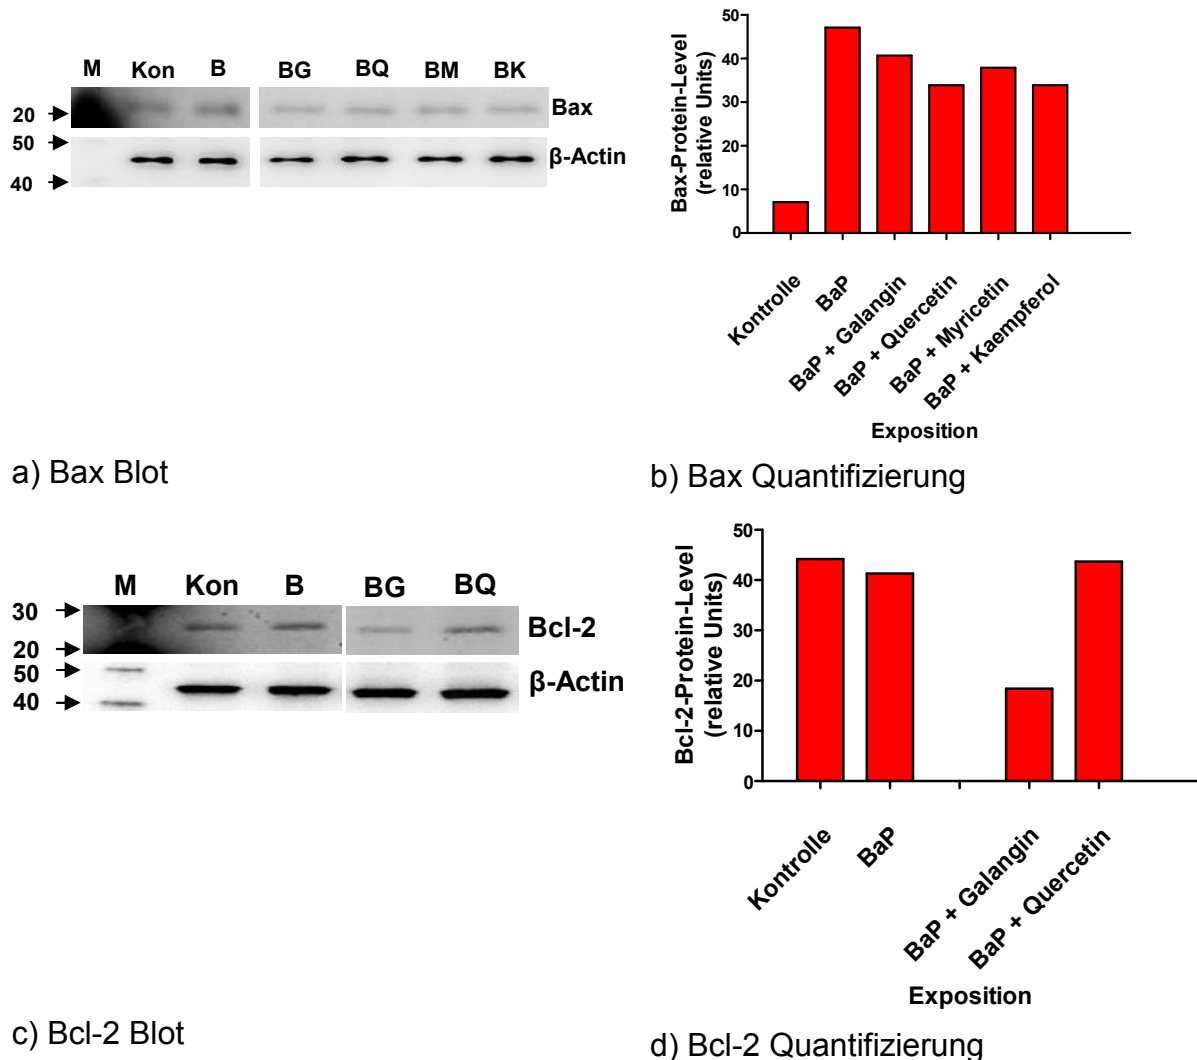 M Kon B BG BQ BM BK
20
Bax
50
40
β-Actin
a) Bax Blot
50
40
30
20
10
0
Bax-Protein-Level
(relative Units)
Kontrolle
BaP
BaP + Galangin
BaP + Quercetin
BaP + Myricetin
BaP + Kaempferol
Exposition
b) Bax Quantifizierung
M Kon B BG BQ
30
20
Bcl-2
50
40
β-Actin
c) Bcl-2 Blot
50
40
30
20
10
0
Bcl-2-Protein-Level
(relative Units)
Kontrolle
BaP
BaP + Galangin
BaP + Quercetin
Exposition
d) Bcl-2 Quantifizierung